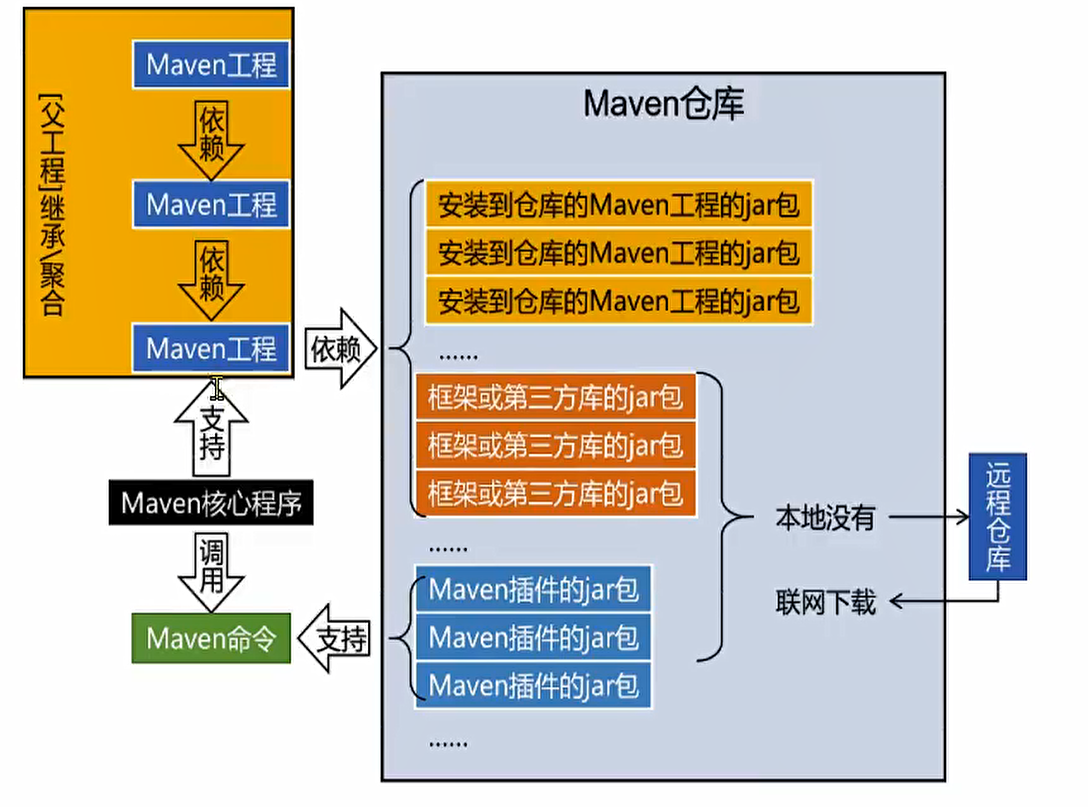 [父工程]继承\聚合
Maven工程
依赖
Maven工程
依赖
Maven工程
依赖
支持
Maven核心程序
调用
Maven命令
支持
Maven仓库
安装到仓库的Maven工程的jar包
安装到仓库的Maven工程的jar包
安装到仓库的Maven工程的jar包
......
框架或第三方库的jar包
框架或第三方库的jar包
框架或第三方库的jar包
......
Maven插件的jar包
Maven插件的jar包
Maven插件的jar包
......
本地没有
联网下载
远程仓库